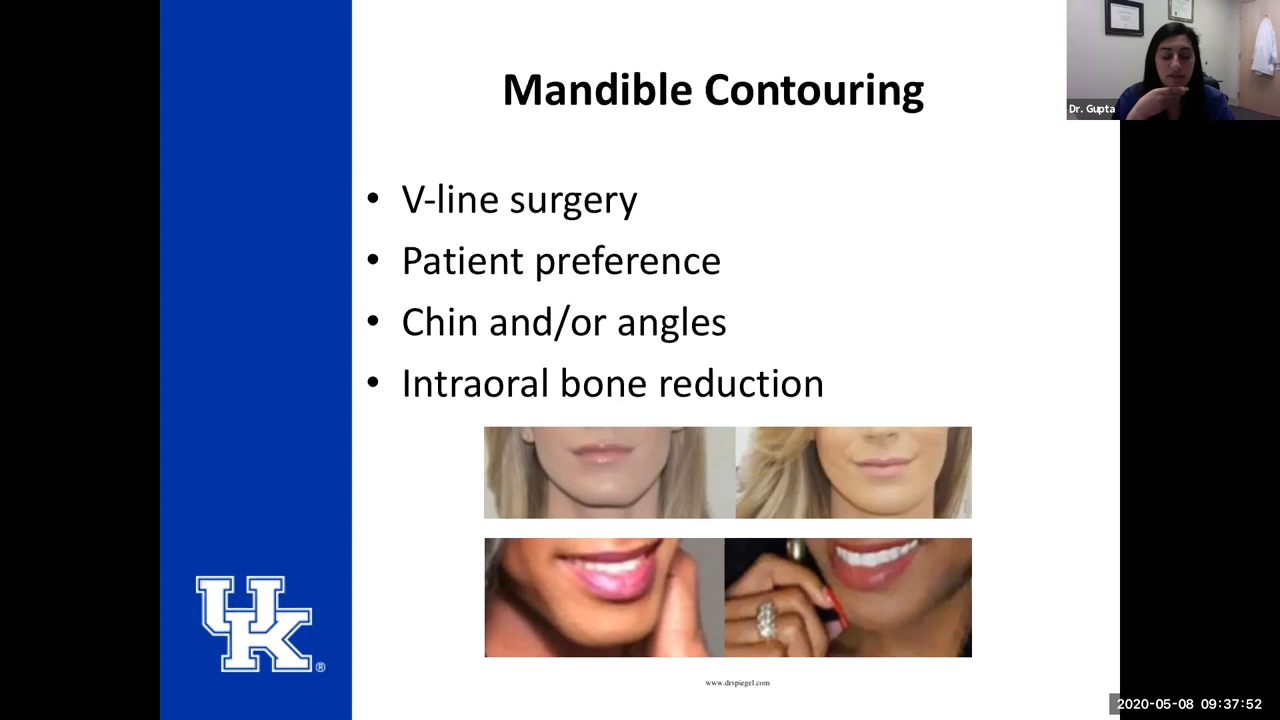 Mandible Contouring
Dr. Gupta
• V-line surgery
• Patient preference
• Chin and/or angles
• Intraoral bone reduction
UK®
www.drspiegel.com
2020-05-08 09:37:52